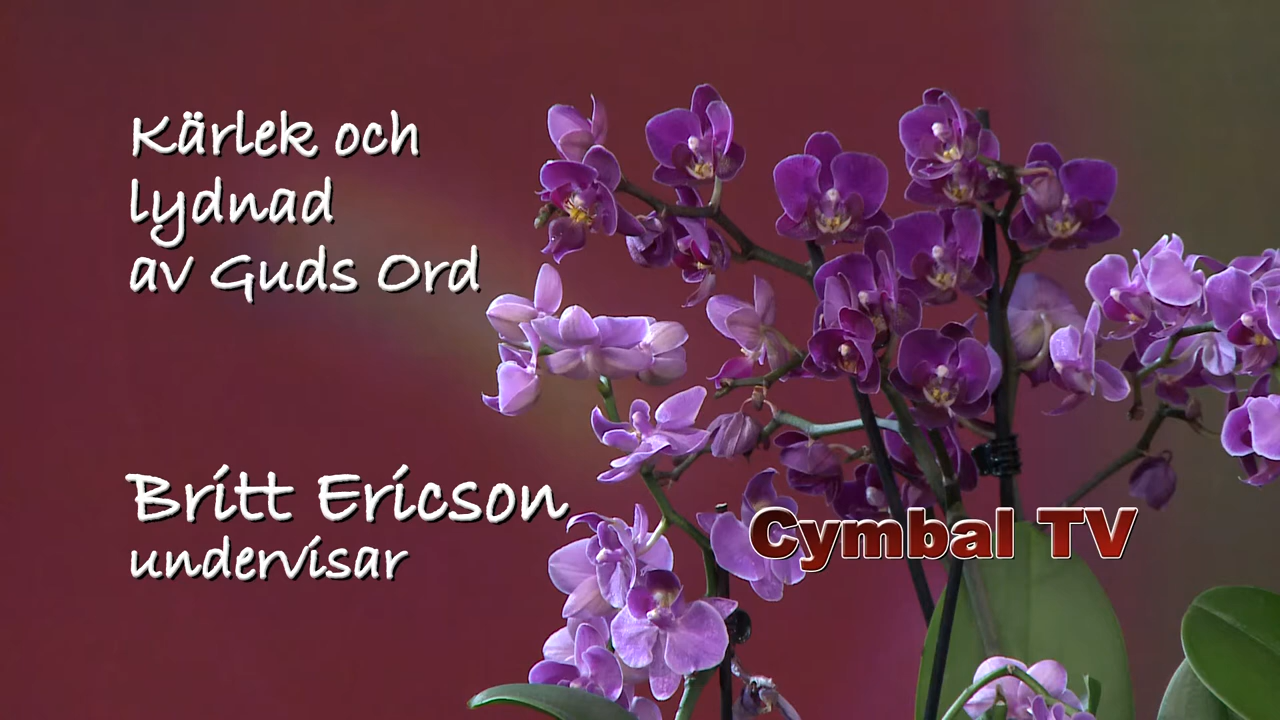 Kärlek och
lydnad
av Guds Ord
Britt Ericson
undervisar
Cymbal TV